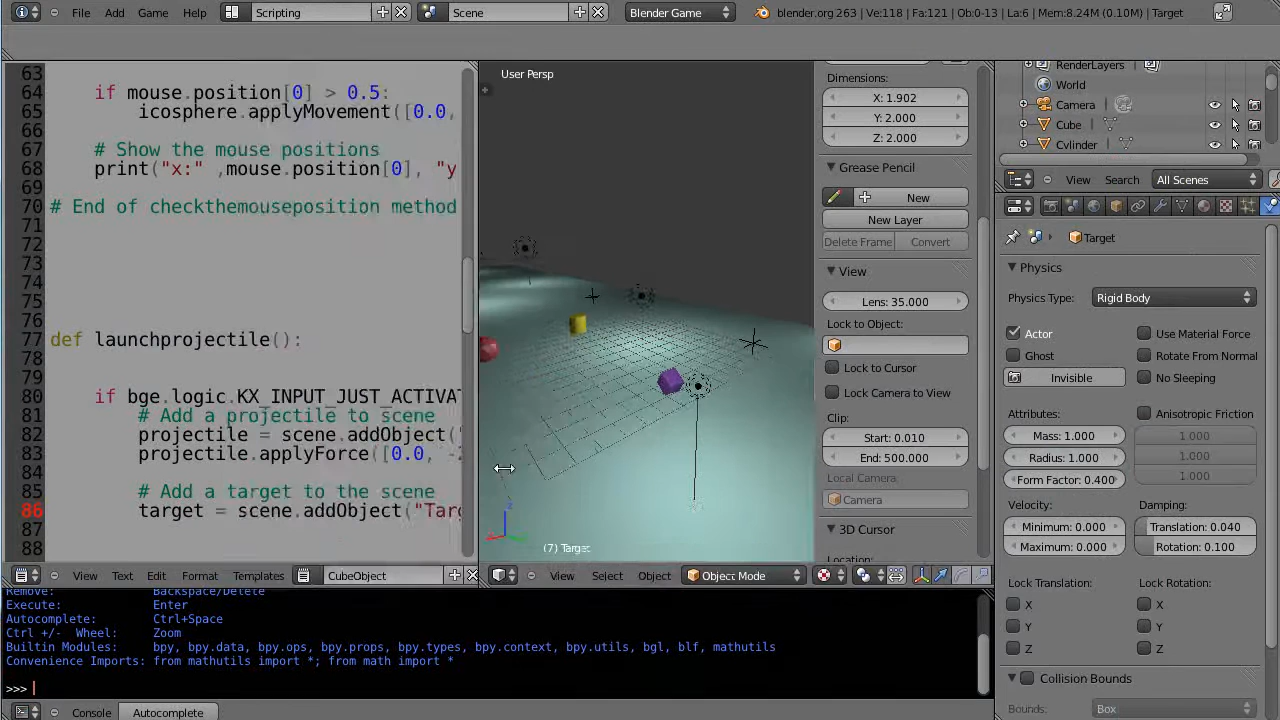 File Add Game Help Scripting Scene Blender Game blender.org 263 | Ve:118 | Fa:121 | Ob:0-13 | La:6 | Mem:8.24M (0.10M) | Target
63
64 if mouse.position[0] > 0.5:
65 icosphere.applyMovement([0.0,
66
67 # Show the mouse positions
68 print("x:" ,mouse.position[0], "y
69
70 # End of checkthemouseposition method
71
72
73
74
75
76
77 def launchprojectile():
78
79
80 if bge.logic.KX_INPUT_JUST_ACTIVAT
81 # Add a projectile to scene
82 projectile = scene.addObject(
83 projectile.applyForce([0.0, -
84
85 # Add a target to the scene
86 target = scene.addObject("Targ
87
88
View Text Edit Format Templates CubeObject
User Persp
(7) Target
View Select Object Object Mode
Dimensions:
X: 1.902
Y: 2.000
Z: 2.000
Grease Pencil
New
New Layer
Delete Frame Convert
View
Lens: 35.000
Lock to Object:
Lock to Cursor
Lock Camera to View
Clip:
Start: 0.010
End: 500.000
Local Camera:
Camera
3D Cursor
Location:
RenderLayers
World
Camera
Cube
Cylinder
View Search All Scenes
Target
Physics
Physics Type: Rigid Body
Actor Use Material Force
Ghost Rotate From Normal
Invisible No Sleeping
Attributes: Anisotropic Friction
Mass: 1.000 1.000
Radius: 1.000 1.000
Form Factor: 0.400 1.000
Velocity: Damping:
Minimum: 0.000 Translation: 0.040
Maximum: 0.000 Rotation: 0.100
Lock Translation: Lock Rotation:
X X
Y Y
Z Z
Collision Bounds
Bounds: Box
Remove: Backspace/Delete
Execute: Enter
Autocomplete: Ctrl+Space
Ctrl +/- Wheel: Zoom
Builtin Modules: bpy, bpy.data, bpy.ops, bpy.props, bpy.types, bpy.context, bpy.utils, bgl, blf, mathutils
Convenience Imports: from mathutils import *; from math import *
>>>
Console Autocomplete